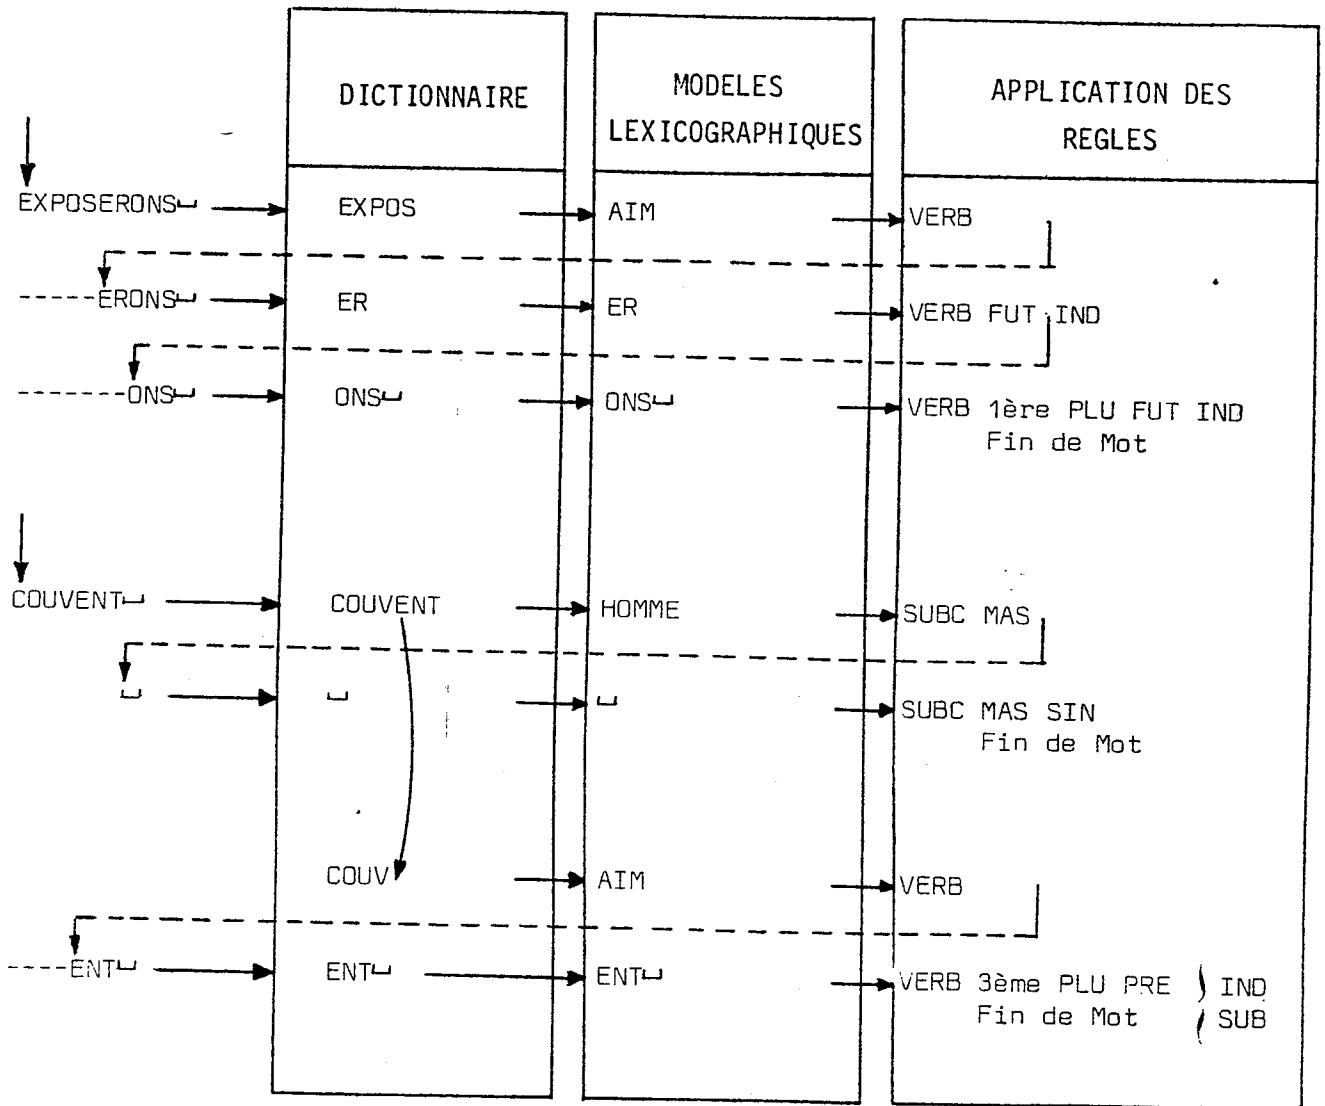 DICTIONNAIRE
MODELES
LEXICOGRAPHIQUES
APPLICATION DES
REGLES
EXPOSERONS⎵ EXPOS AIM VERB
-----ERONS⎵ ER ER VERB FUT IND
-------ONS⎵ ONS⎵ ONS⎵ VERB 1ère PLU FUT IND
Fin de Mot
COUVENT⎵ COUVENT HOMME SUBC MAS
⎵ ⎵ ⎵ SUBC MAS SIN
Fin de Mot
COUV AIM VERB
----ENT⎵ ENT⎵ ENT⎵ VERB 3ème PLU PRE ) IND
Fin de Mot ( SUB